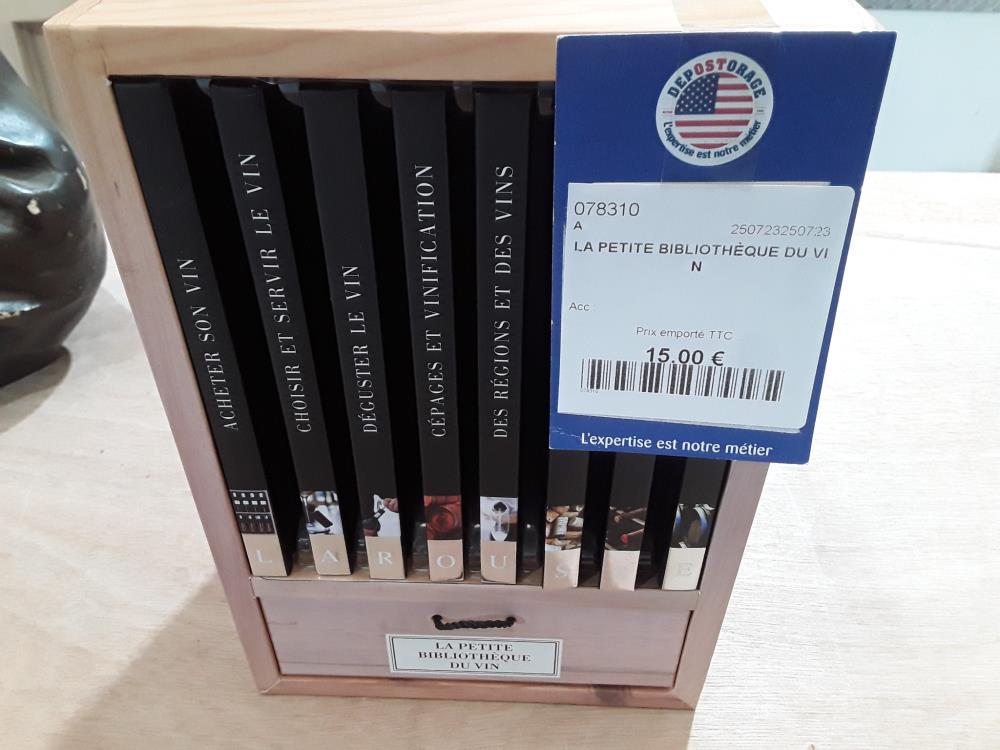 DEPOSTORAGE
L'expertise est notre métier
078310
A
250723250723
LA PETITE BIBLIOTHÈQUE DU VI
N
Acc :
Prix emporté TTC
15,00 €
L'expertise est notre métier
ACHETER SON VIN
CHOISIR ET SERVIR LE VIN
DÉGUSTER LE VIN
CÉPAGES ET VINIFICATION
DES RÉGIONS ET DES VINS
L A R O U S E
LA PETITE
BIBLIOTHÈQUE
DU VIN